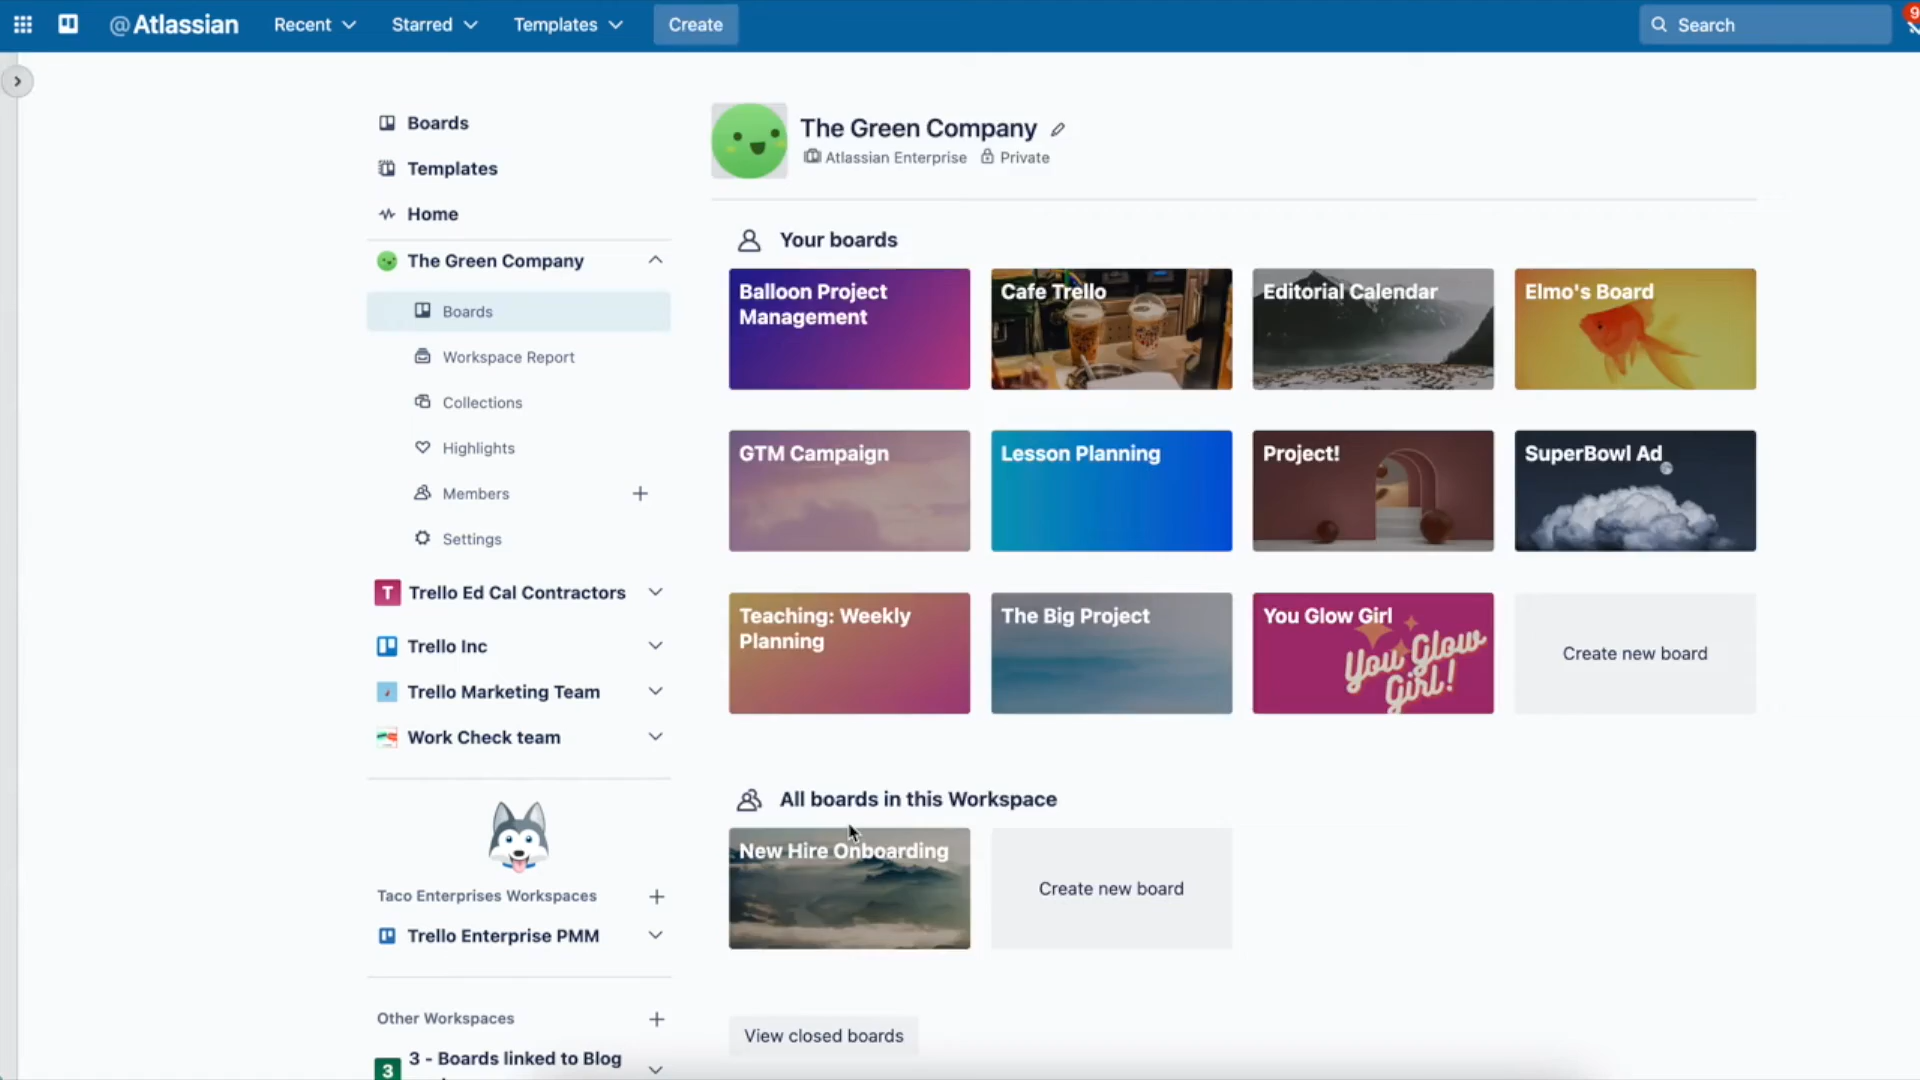 @Atlassian
Recent
Starred
Templates
Create
Search
9
Boards
Templates
Home
The Green Company
Boards
Workspace Report
Collections
Highlights
Members
Settings
T
Trello Ed Cal Contractors
Trello Inc
Trello Marketing Team
Work Check team
Taco Enterprises Workspaces
Trello Enterprise PMM
Other Workspaces
3
3 - Boards linked to Blog
The Green Company
Atlassian Enterprise
Private
Your boards
Balloon Project
Management
Cafe Trello
Editorial Calendar
Elmo's Board
GTM Campaign
Lesson Planning
Project!
SuperBowl Ad
Teaching: Weekly
Planning
The Big Project
You Glow Girl
You Glow
Girl!
Create new board
All boards in this Workspace
New Hire Onboarding
Create new board
View closed boards